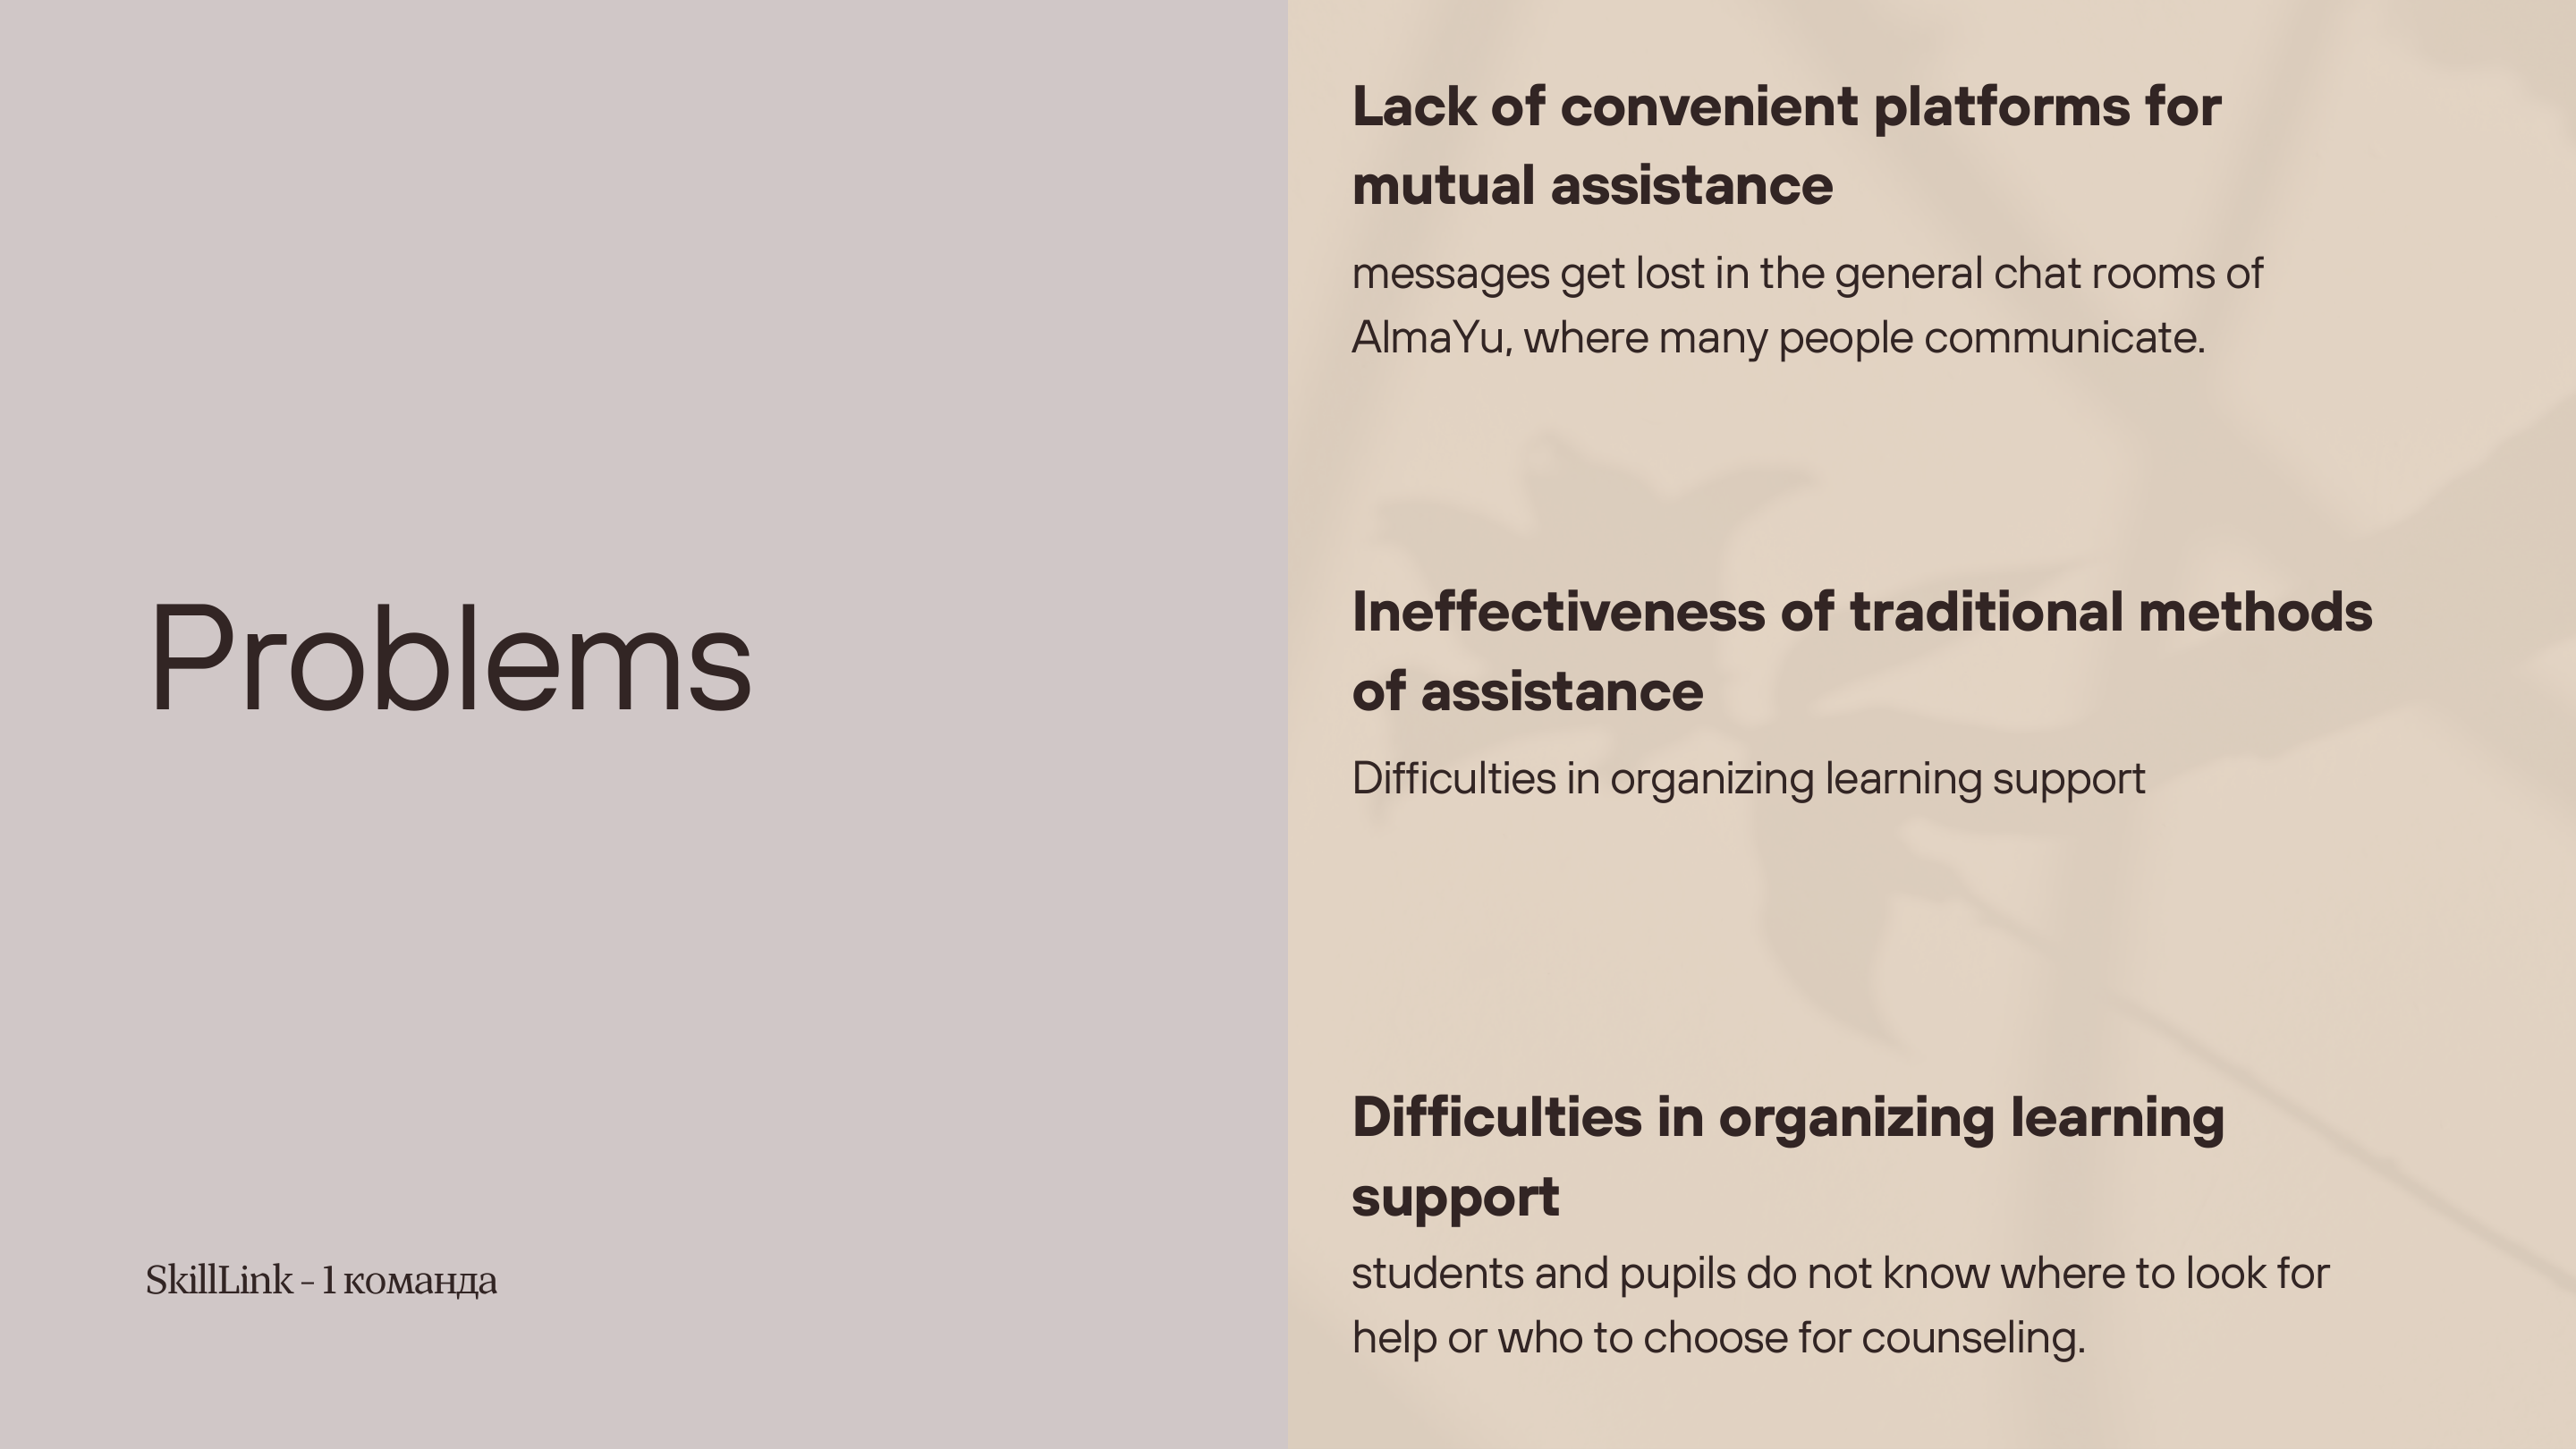 Problems
SkillLink - 1 команда
Lack of convenient platforms for
mutual assistance
messages get lost in the general chat rooms of
AlmaYu, where many people communicate.
Ineffectiveness of traditional methods
of assistance
Difficulties in organizing learning support
Difficulties in organizing learning
support
students and pupils do not know where to look for
help or who to choose for counseling.